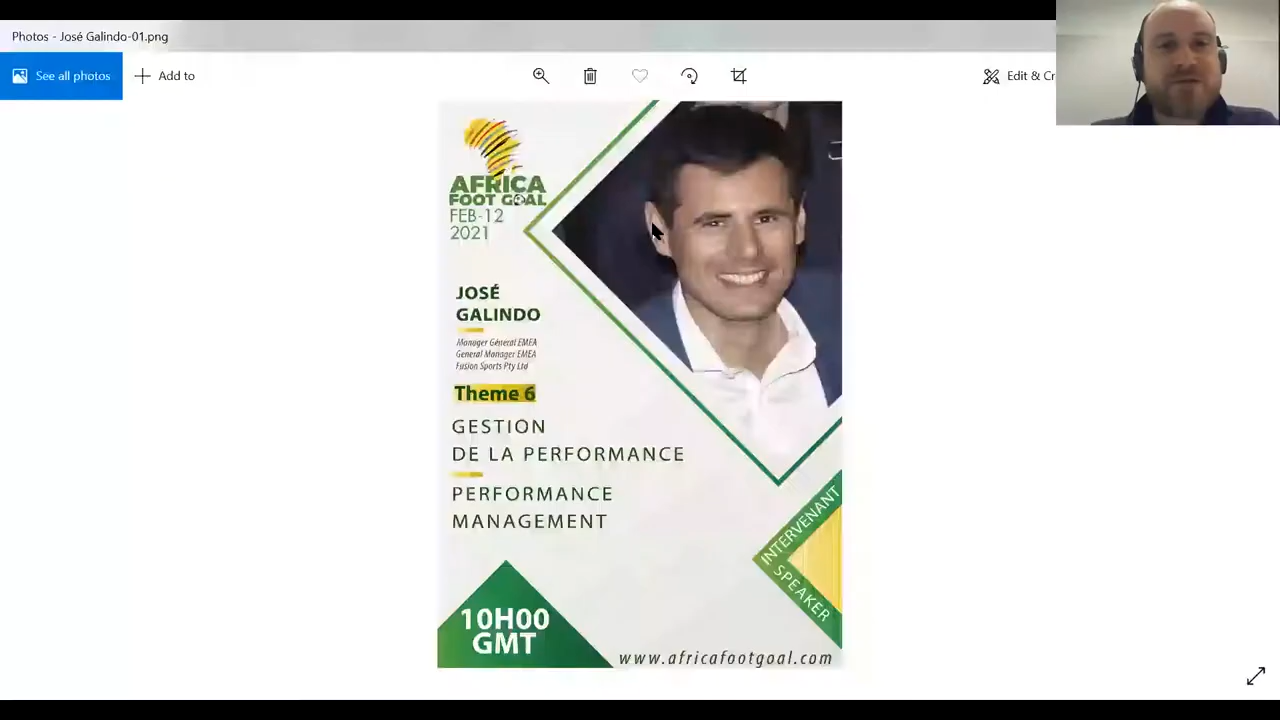 Photos - José Galindo-01.png
See all photos
Add to
Edit & Cr
AFRICA
FOOT GOAL
FEB-12
2021
JOSÉ
GALINDO
Manager Général EMEA
General Manager EMEA
Fusion Sports Pty Ltd
Theme 6
GESTION
DE LA PERFORMANCE
PERFORMANCE
MANAGEMENT
INTERVENANT
SPEAKER
10H00
GMT
www.africafootgoal.com